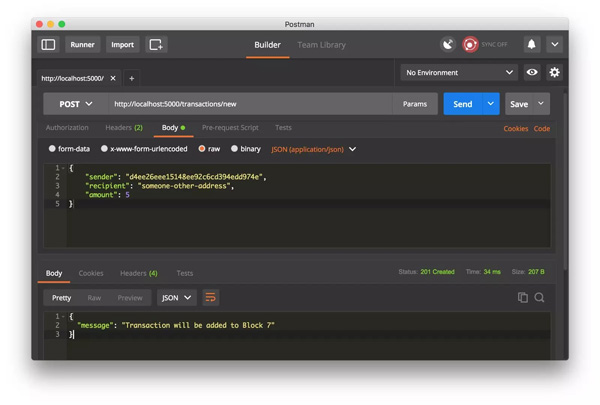 Postman
Runner Import Builder Team Library SYNC OFF
http://localhost:5000/ No Environment
POST http://localhost:5000/transactions/new Params Send Save
Authorization Headers (2) Body Pre-request Script Tests Cookies Code
form-data x-www-form-urlencoded raw binary JSON (application/json)
1 {
2 "sender": "d4ee26eee15148ee92c6cd394edd974e",
3 "recipient": "someone-other-address",
4 "amount": 5
5 }
Body Cookies Headers (4) Tests Status: 201 Created Time: 34 ms Size: 207 B
Pretty Raw Preview JSON
1 {
2 "message": "Transaction will be added to Block 7"
3 }